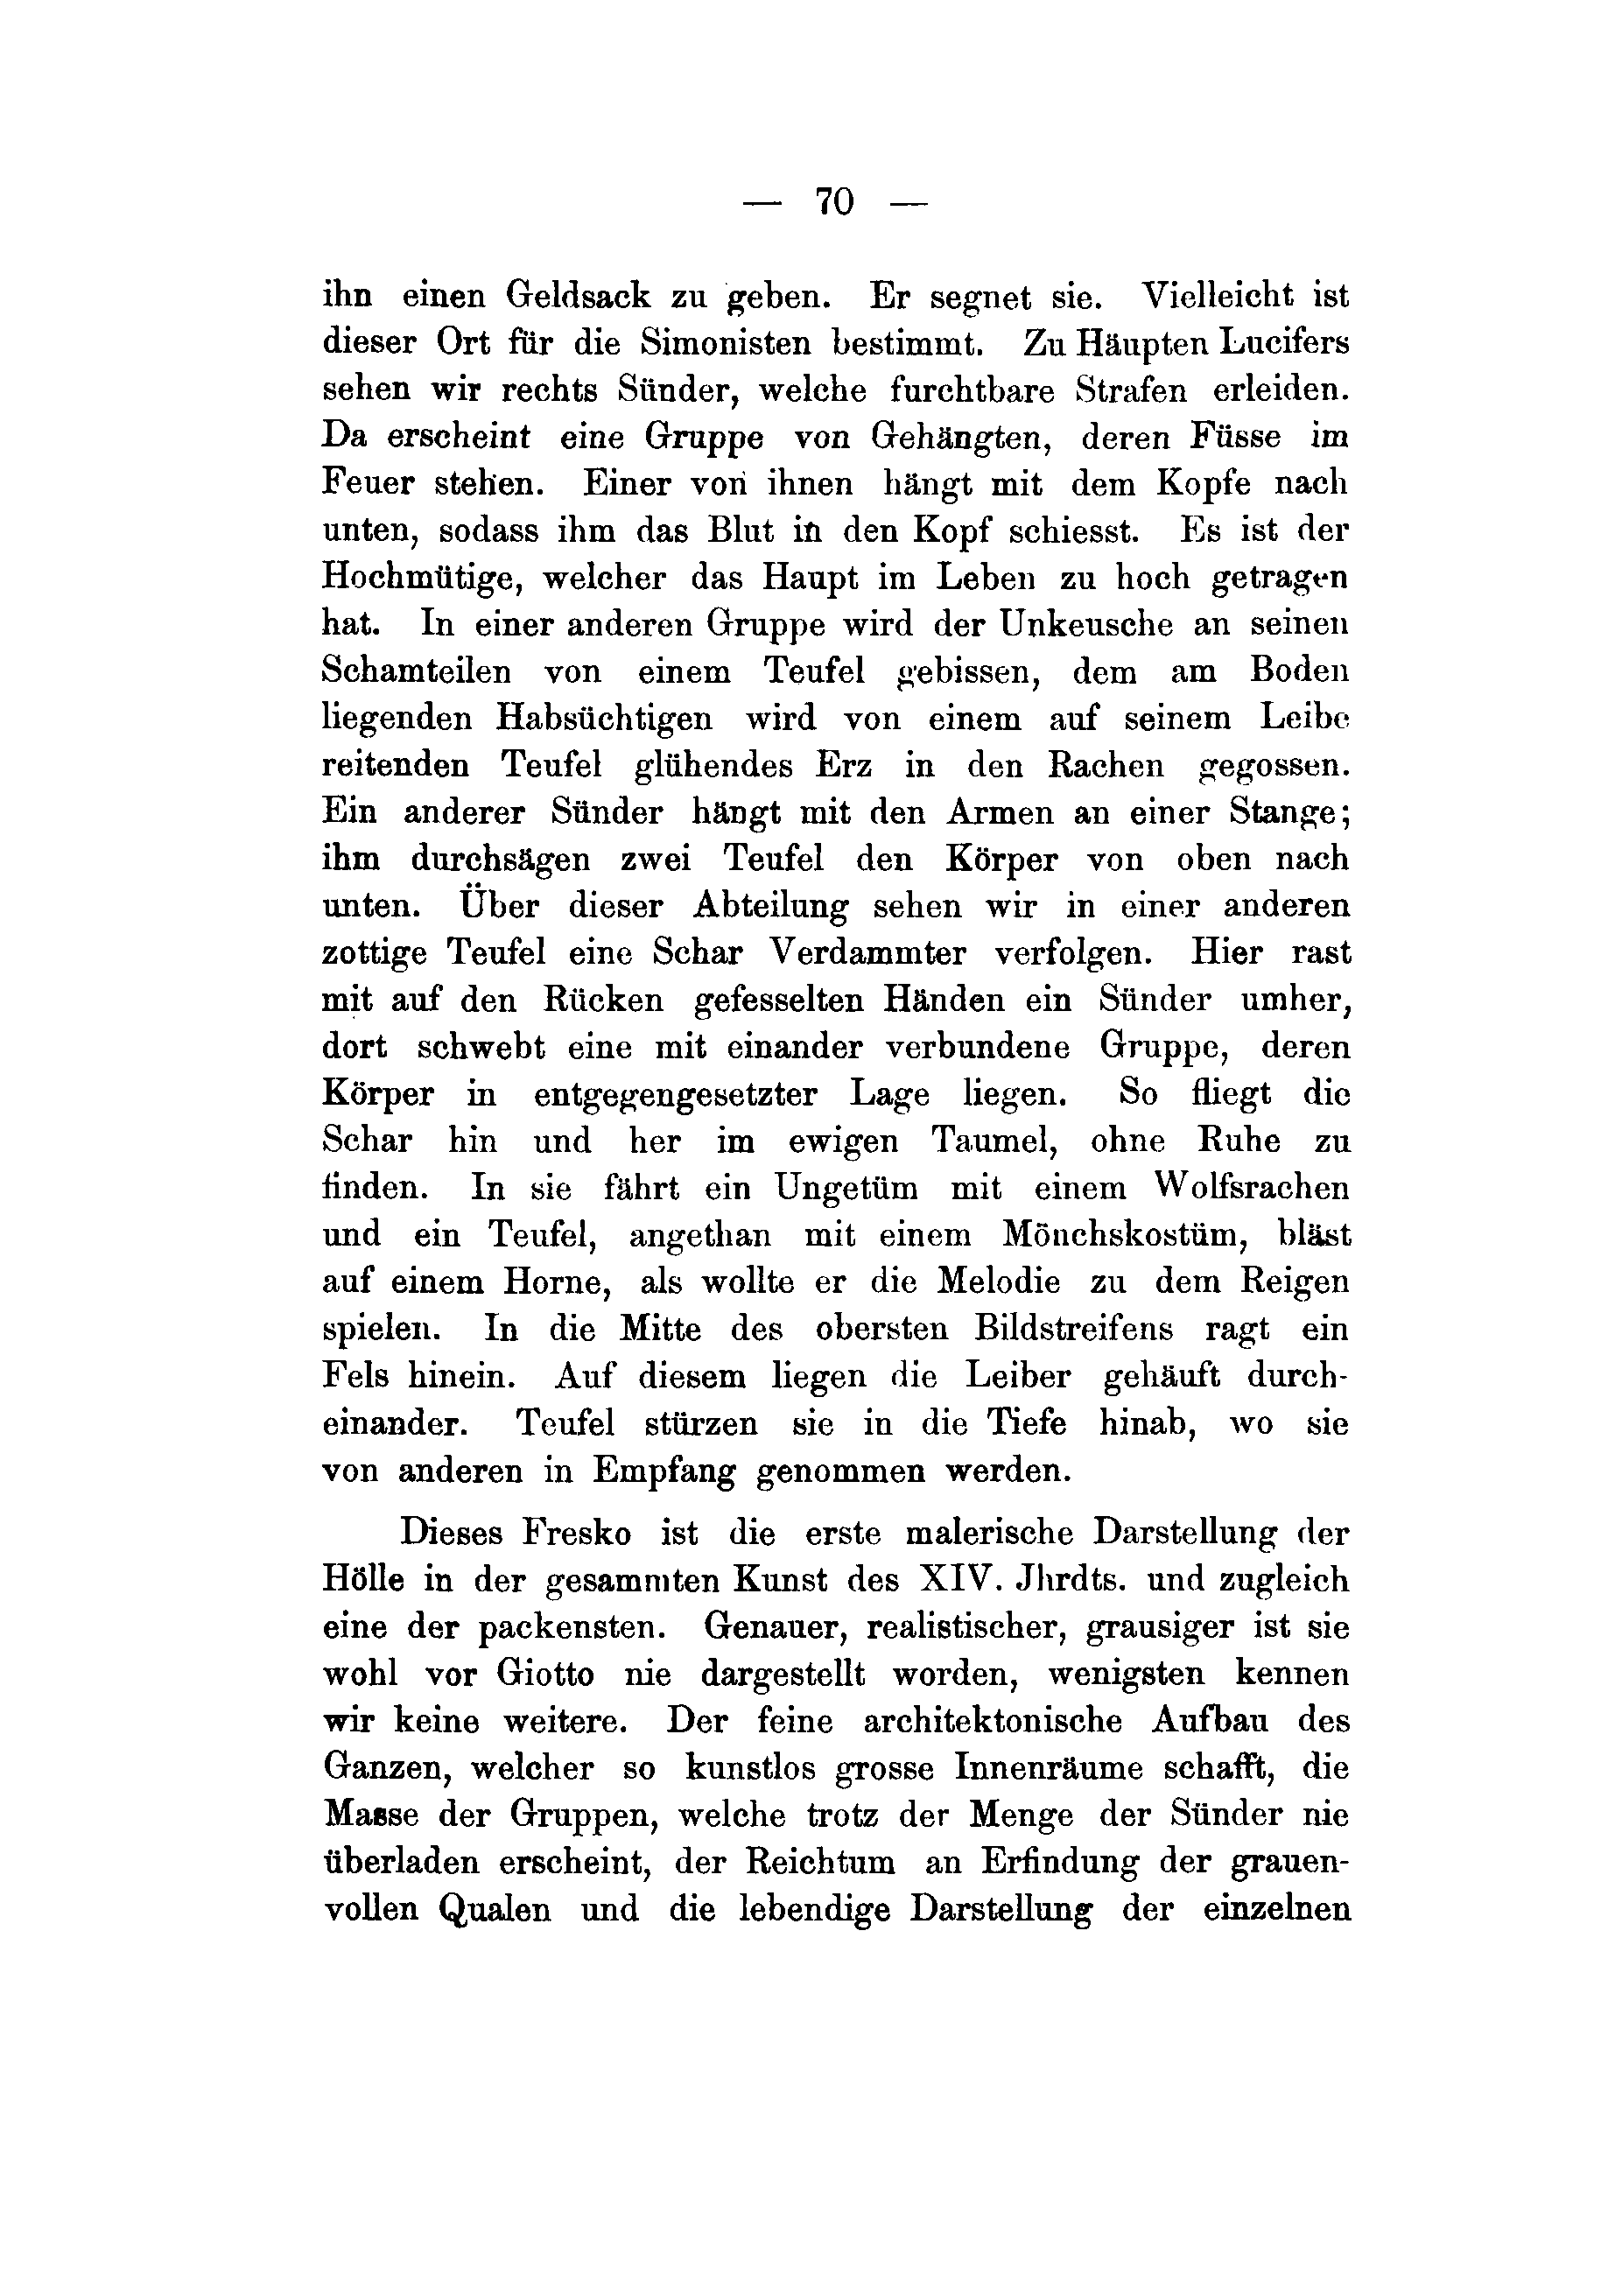 — 70 —
ihn einen Geldsack zu geben. Er segnet sie. Vielleicht ist
dieser Ort für die Simonisten bestimmt. Zu Häupten Lucifers
sehen wir rechts Sünder, welche furchtbare Strafen erleiden.
Da erscheint eine Gruppe von Gehängten, deren Füsse im
Feuer stehen. Einer von ihnen hängt mit dem Kopfe nach
unten, sodass ihm das Blut in den Kopf schiesst. Es ist der
Hochmütige, welcher das Haupt im Leben zu hoch getragen
hat. In einer anderen Gruppe wird der Unkeusche an seinen
Schamteilen von einem Teufel gebissen, dem am Boden
liegenden Habsüchtigen wird von einem auf seinem Leibe
reitenden Teufel glühendes Erz in den Rachen gegossen.
Ein anderer Sünder hängt mit den Armen an einer Stange;
ihm durchsägen zwei Teufel den Körper von oben nach
unten. Über dieser Abteilung sehen wir in einer anderen
zottige Teufel eine Schar Verdammter verfolgen. Hier rast
mit auf den Rücken gefesselten Händen ein Sünder umher,
dort schwebt eine mit einander verbundene Gruppe, deren
Körper in entgegengesetzter Lage liegen. So fliegt die
Schar hin und her im ewigen Taumel, ohne Ruhe zu
finden. In sie fährt ein Ungetüm mit einem Wolfsrachen
und ein Teufel, angethan mit einem Mönchskostüm, bläst
auf einem Horne, als wollte er die Melodie zu dem Reigen
spielen. In die Mitte des obersten Bildstreifens ragt ein
Fels hinein. Auf diesem liegen die Leiber gehäuft durch-
einander. Teufel stürzen sie in die Tiefe hinab, wo sie
von anderen in Empfang genommen werden.
Dieses Fresko ist die erste malerische Darstellung der
Hölle in der gesammten Kunst des XIV. Jhrdts. und zugleich
eine der packensten. Genauer, realistischer, grausiger ist sie
wohl vor Giotto nie dargestellt worden, wenigsten kennen
wir keine weitere. Der feine architektonische Aufbau des
Ganzen, welcher so kunstlos grosse Innenräume schafft, die
Masse der Gruppen, welche trotz der Menge der Sünder nie
überladen erscheint, der Reichtum an Erfindung der grauen-
vollen Qualen und die lebendige Darstellung der einzelnen